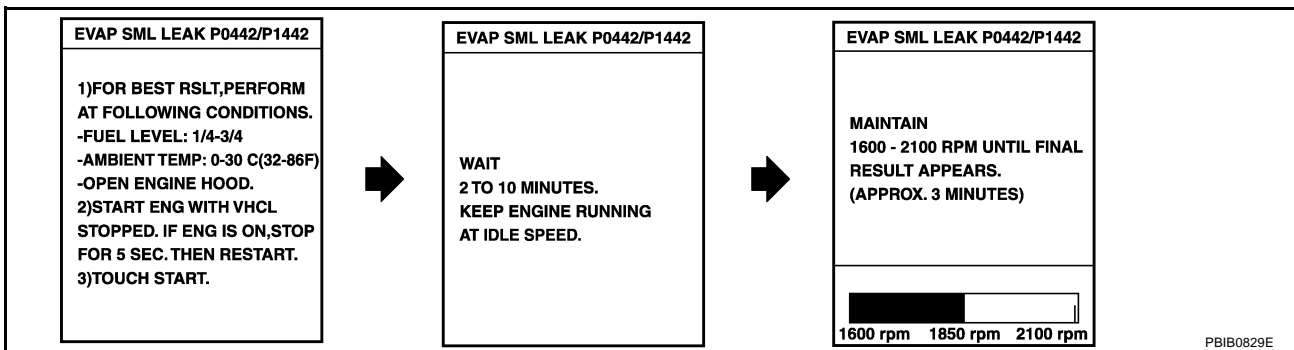 EVAP SML LEAK P0442/P1442
1)FOR BEST RSLT,PERFORM
AT FOLLOWING CONDITIONS.
-FUEL LEVEL: 1/4-3/4
-AMBIENT TEMP: 0-30 C(32-86F)
-OPEN ENGINE HOOD.
2)START ENG WITH VHCL
STOPPED. IF ENG IS ON,STOP
FOR 5 SEC. THEN RESTART.
3)TOUCH START.
EVAP SML LEAK P0442/P1442
WAIT
2 TO 10 MINUTES.
KEEP ENGINE RUNNING
AT IDLE SPEED.
EVAP SML LEAK P0442/P1442
MAINTAIN
1600 - 2100 RPM UNTIL FINAL
RESULT APPEARS.
(APPROX. 3 MINUTES)
1600 rpm 1850 rpm 2100 rpm
PBIB0829E